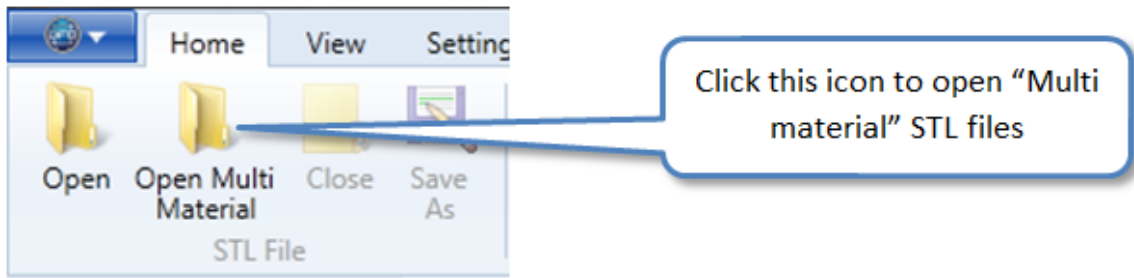 Home View Setting
Click this icon to open “Multi
material” STL files
Open Open Multi Close Save
Material As
STL File